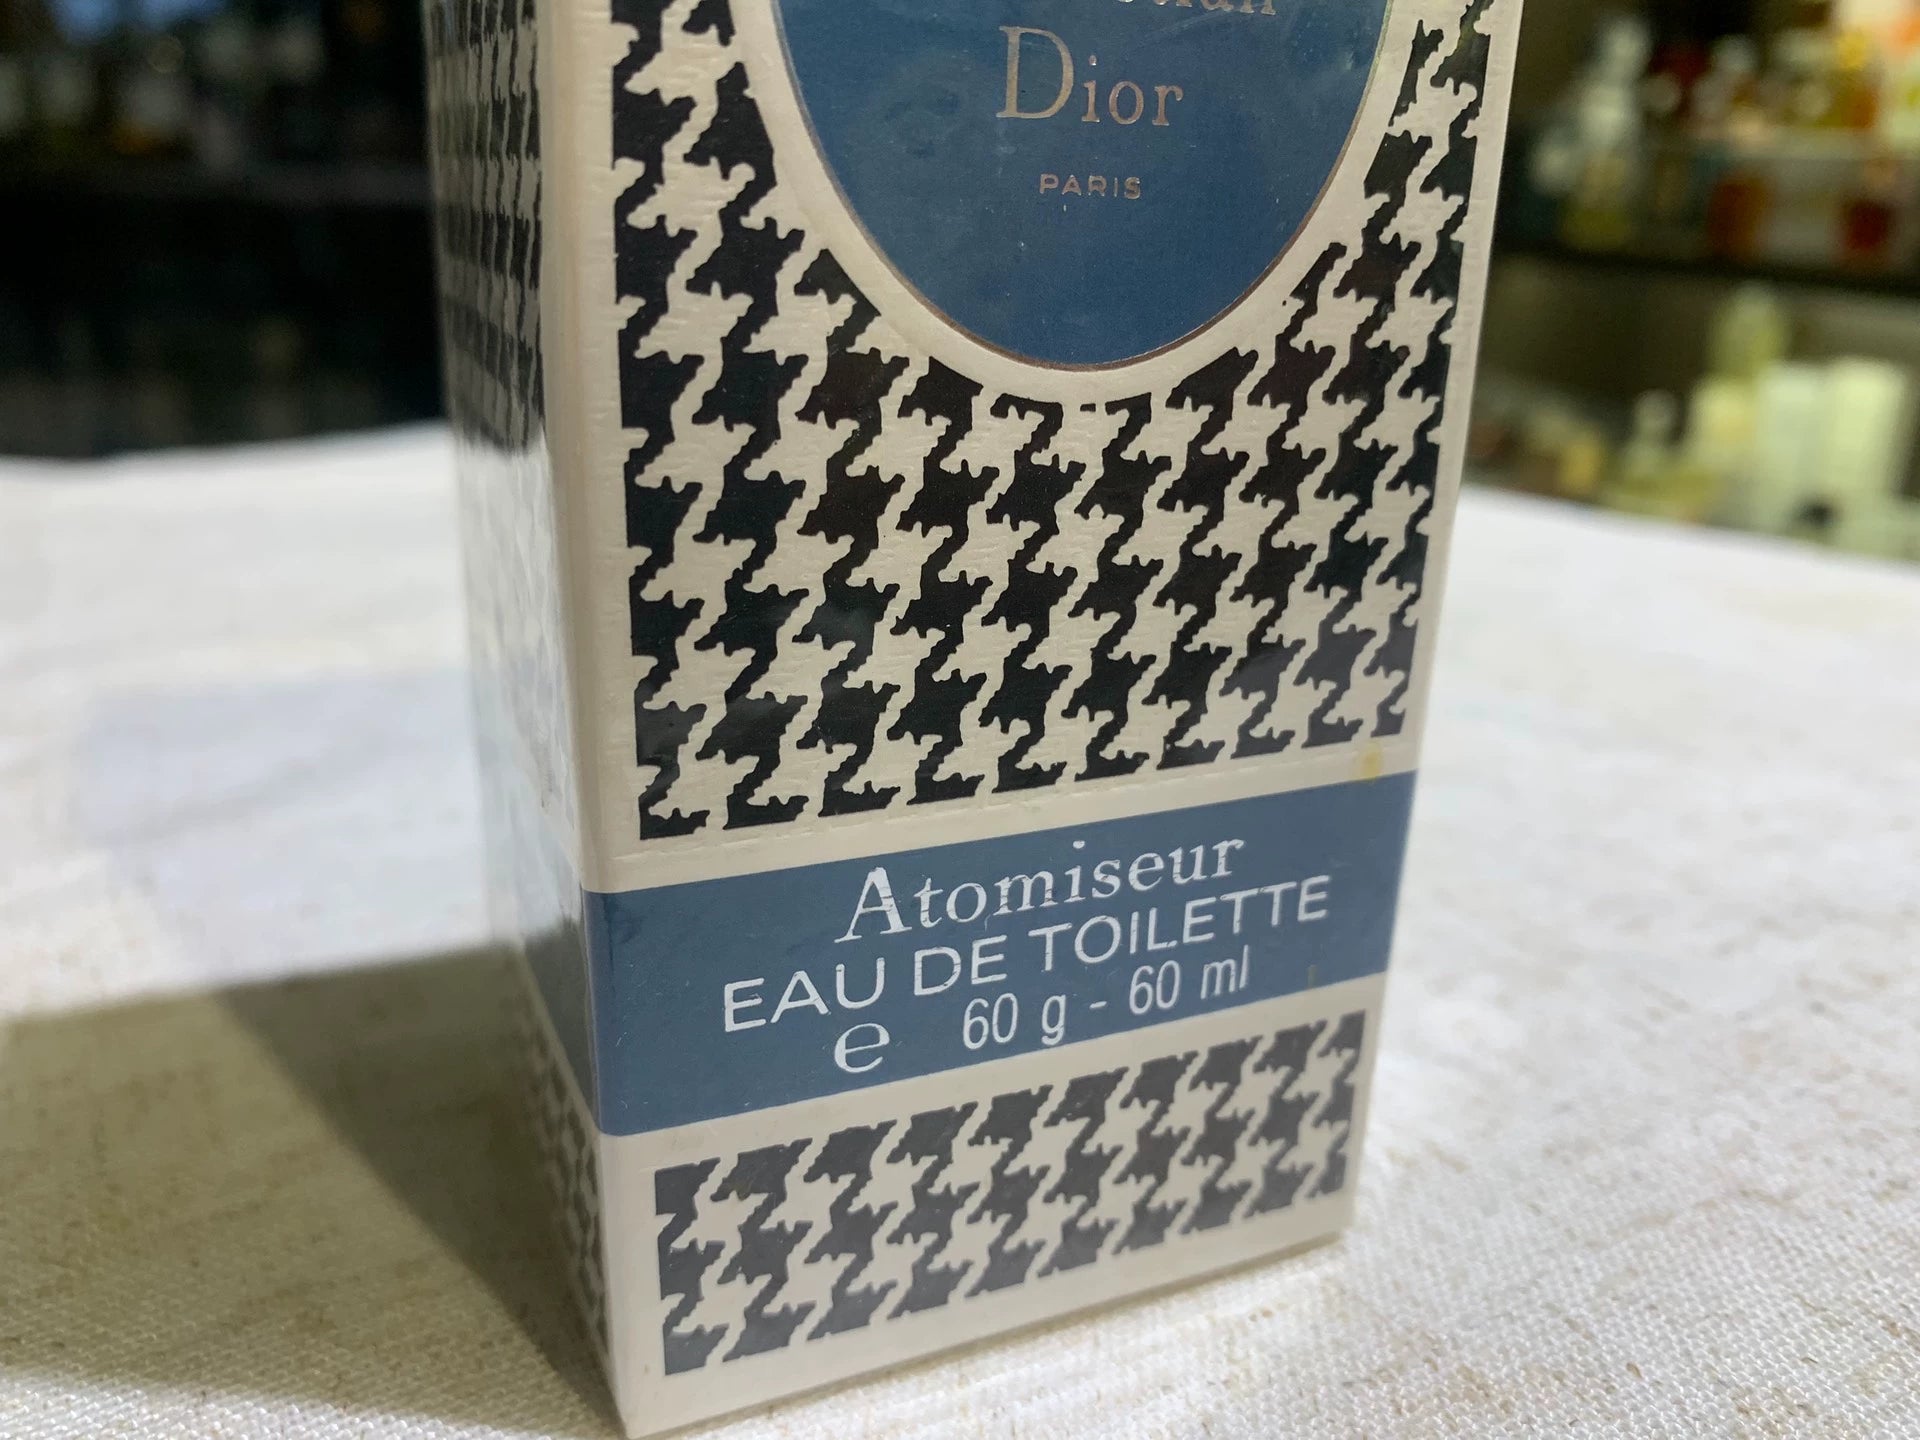 Dior
PARIS
Atomiseur
EAU DE TOILETTE
e 60 g - 60 ml